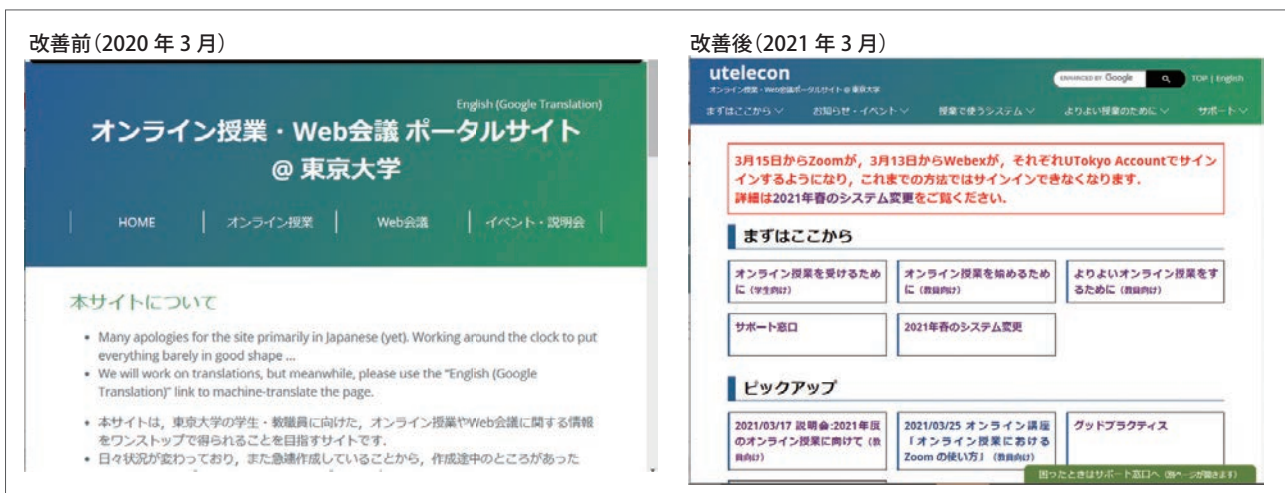 改善前（2020 年 3 月）
English (Google Translation)
オンライン授業・Web会議 ポータルサイト
@ 東京大学
HOME
オンライン授業
Web会議
イベント・説明会
本サイトについて
• Many apologies for the site primarily in Japanese (yet). Working around the clock to put
everything barely in good shape ...
• We will work on translations, but meanwhile, please use the "English (Google
Translation)" link to machine-translate the page.
• 本サイトは，東京大学の学生・教職員に向けた，オンライン授業やWeb会議に関する情報
をワンストップで得られることを目指すサイトです．
• 日々状況が変わっており，また急遽作成していることから，作成途中のところがあった
改善後（2021 年 3 月）
utelecon
オンライン授業・Web会議ポータルサイト @ 東京大学
ENHANCED BY Google
TOP | English
まずはここから
お知らせ・イベント
授業で使うシステム
よりよい授業のために
サポート
3月15日からZoomが，3月13日からWebexが，それぞれUTokyo Accountでサイン
インするようになり，これまでの方法ではサインインできなくなります．
詳細は2021年春のシステム変更をご覧ください．
まずはここから
オンライン授業を受けるため
に（学生向け）
オンライン授業を始めるため
に（教員向け）
よりよいオンライン授業をす
るために（教員向け）
サポート窓口
2021年春のシステム変更
ピックアップ
2021/03/17 説明会:2021年度
のオンライン授業に向けて（教
員向け）
2021/03/25 オンライン講座
「オンライン授業における
Zoom の使い方」（教員向け）
グッドプラクティス
困ったときはサポート窓口へ（別ページが開きます）